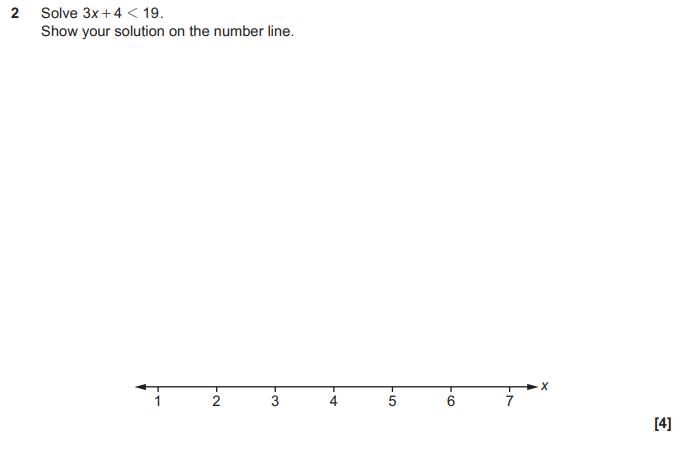 2 Solve 3x + 4 < 19.
Show your solution on the number line.
x
1 2 3 4 5 6 7
[4]